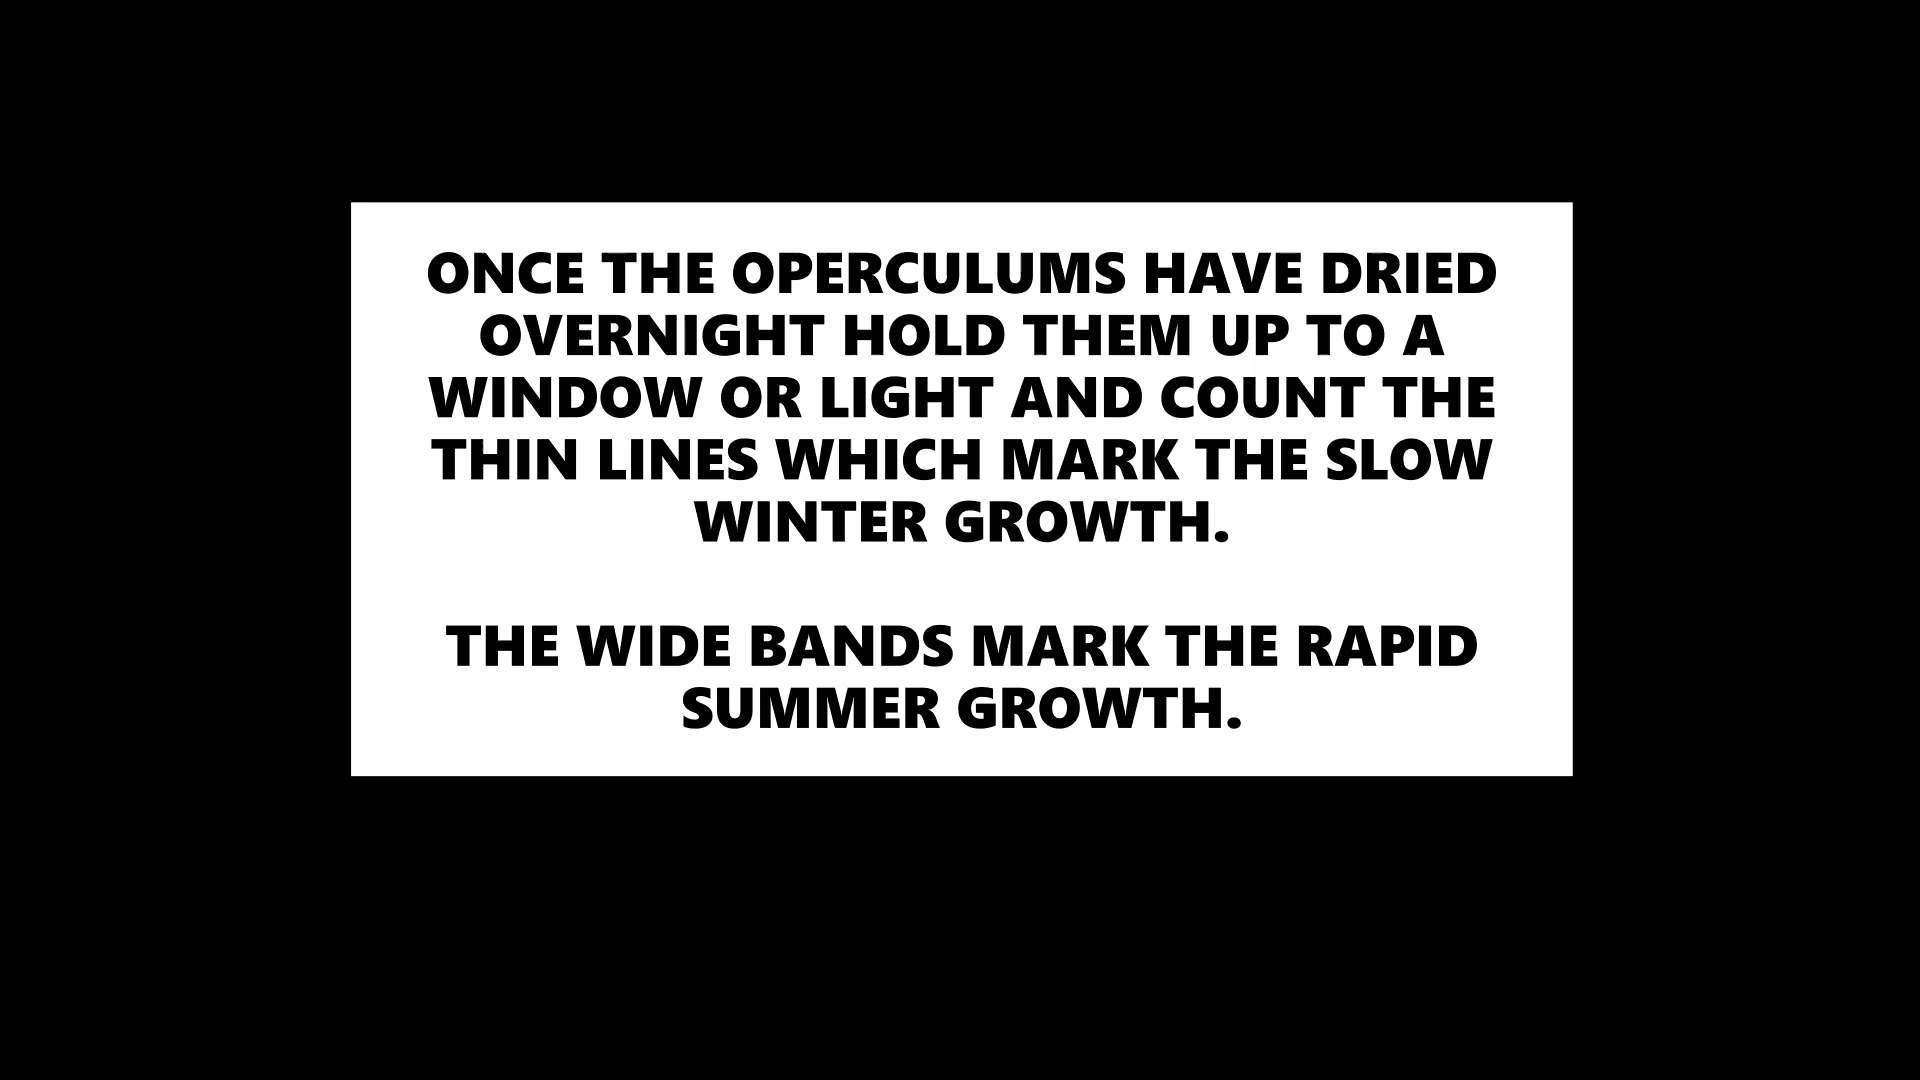 ONCE THE OPERCULUMS HAVE DRIED
OVERNIGHT HOLD THEM UP TO A
WINDOW OR LIGHT AND COUNT THE
THIN LINES WHICH MARK THE SLOW
WINTER GROWTH.
THE WIDE BANDS MARK THE RAPID
SUMMER GROWTH.